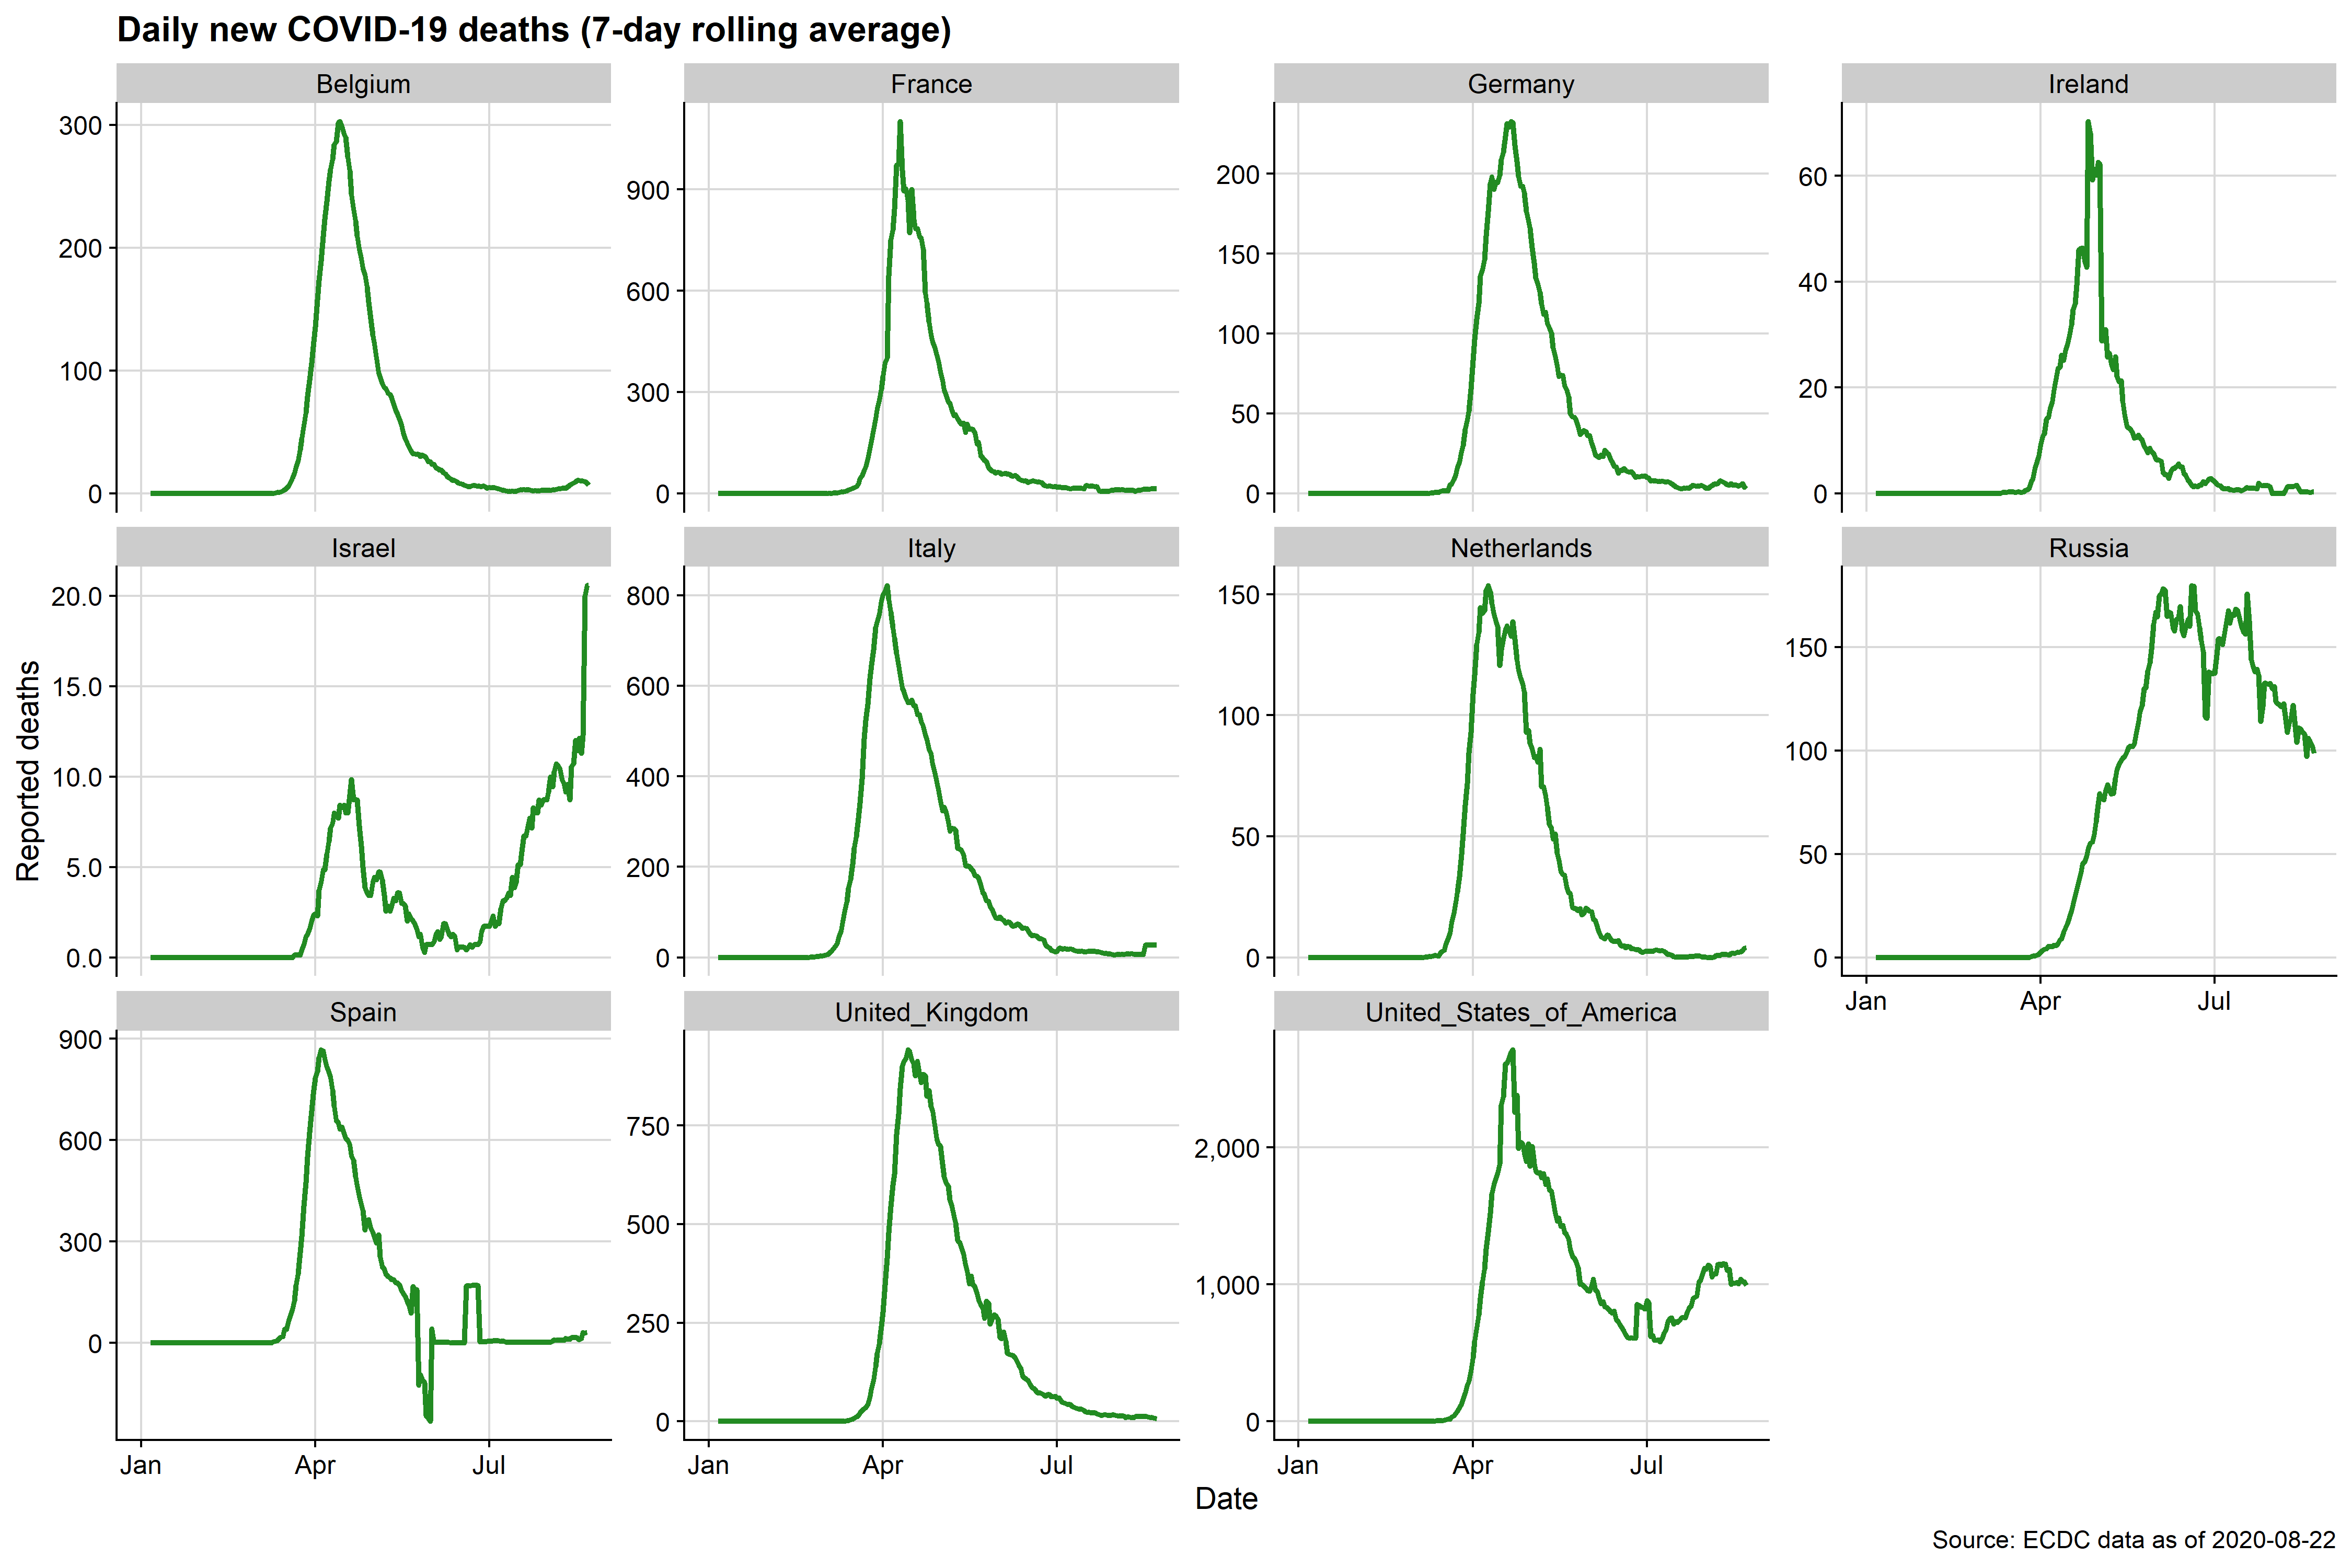 Daily new COVID-19 deaths (7-day rolling average)
Belgium
France
Germany
Ireland
300
200
100
0
900
600
300
0
200
150
100
50
0
60
40
20
0
Israel
Italy
Netherlands
Russia
Reported deaths
20.0
15.0
10.0
5.0
0.0
800
600
400
200
0
150
100
50
0
150
100
50
0
Jan Apr Jul
Spain
United_Kingdom
United_States_of_America
900
600
300
0
750
500
250
0
2,000
1,000
0
Jan Apr Jul
Jan Apr Jul
Jan Apr Jul
Date
Source: ECDC data as of 2020-08-22